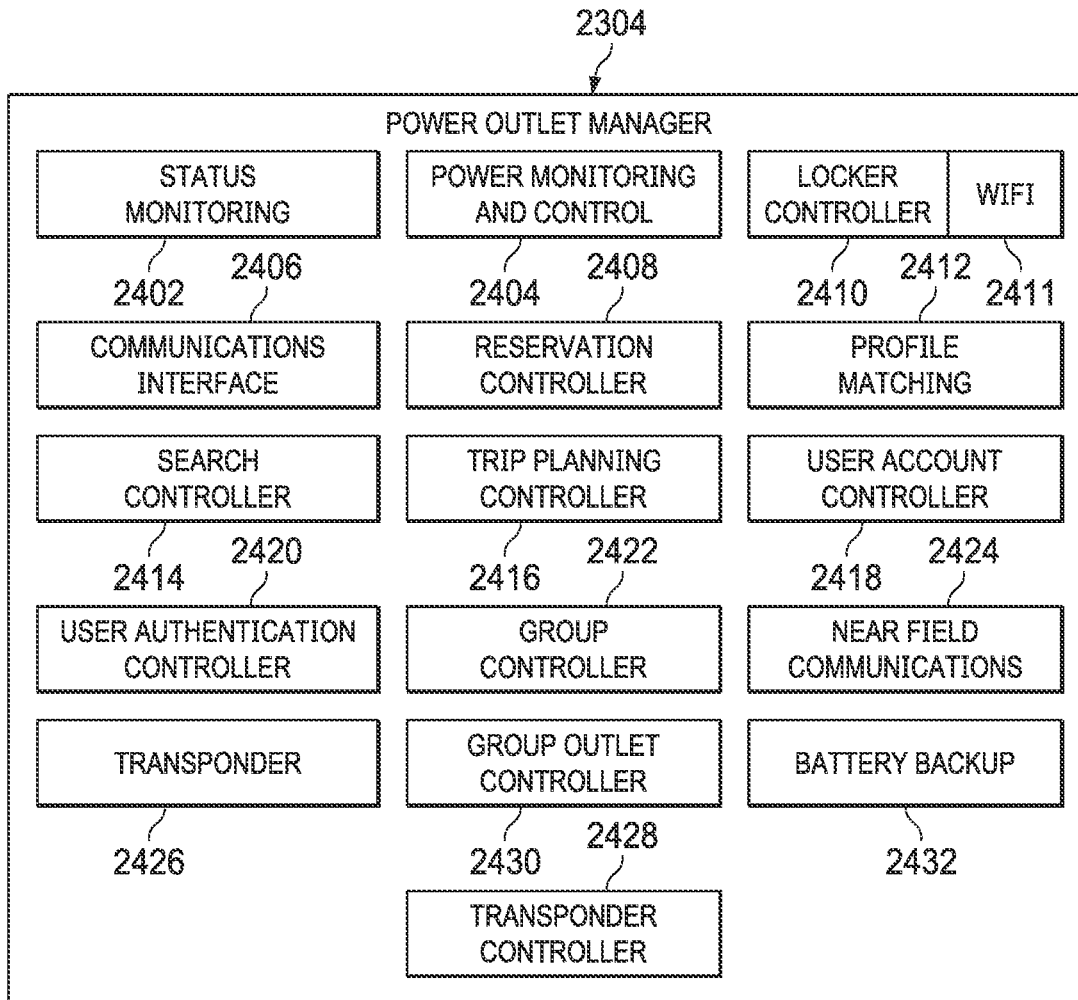 2304
POWER OUTLET MANAGER
STATUS
MONITORING
POWER MONITORING
AND CONTROL
LOCKER
CONTROLLER
WIFI
2402
2406
2404
2408
2410
2412
2411
COMMUNICATIONS
INTERFACE
RESERVATION
CONTROLLER
PROFILE
MATCHING
SEARCH
CONTROLLER
TRIP PLANNING
CONTROLLER
USER ACCOUNT
CONTROLLER
2414
2420
2416
2422
2418
2424
USER AUTHENTICATION
CONTROLLER
GROUP
CONTROLLER
NEAR FIELD
COMMUNICATIONS
TRANSPONDER
GROUP OUTLET
CONTROLLER
BATTERY BACKUP
2426
2430
2428
2432
TRANSPONDER
CONTROLLER